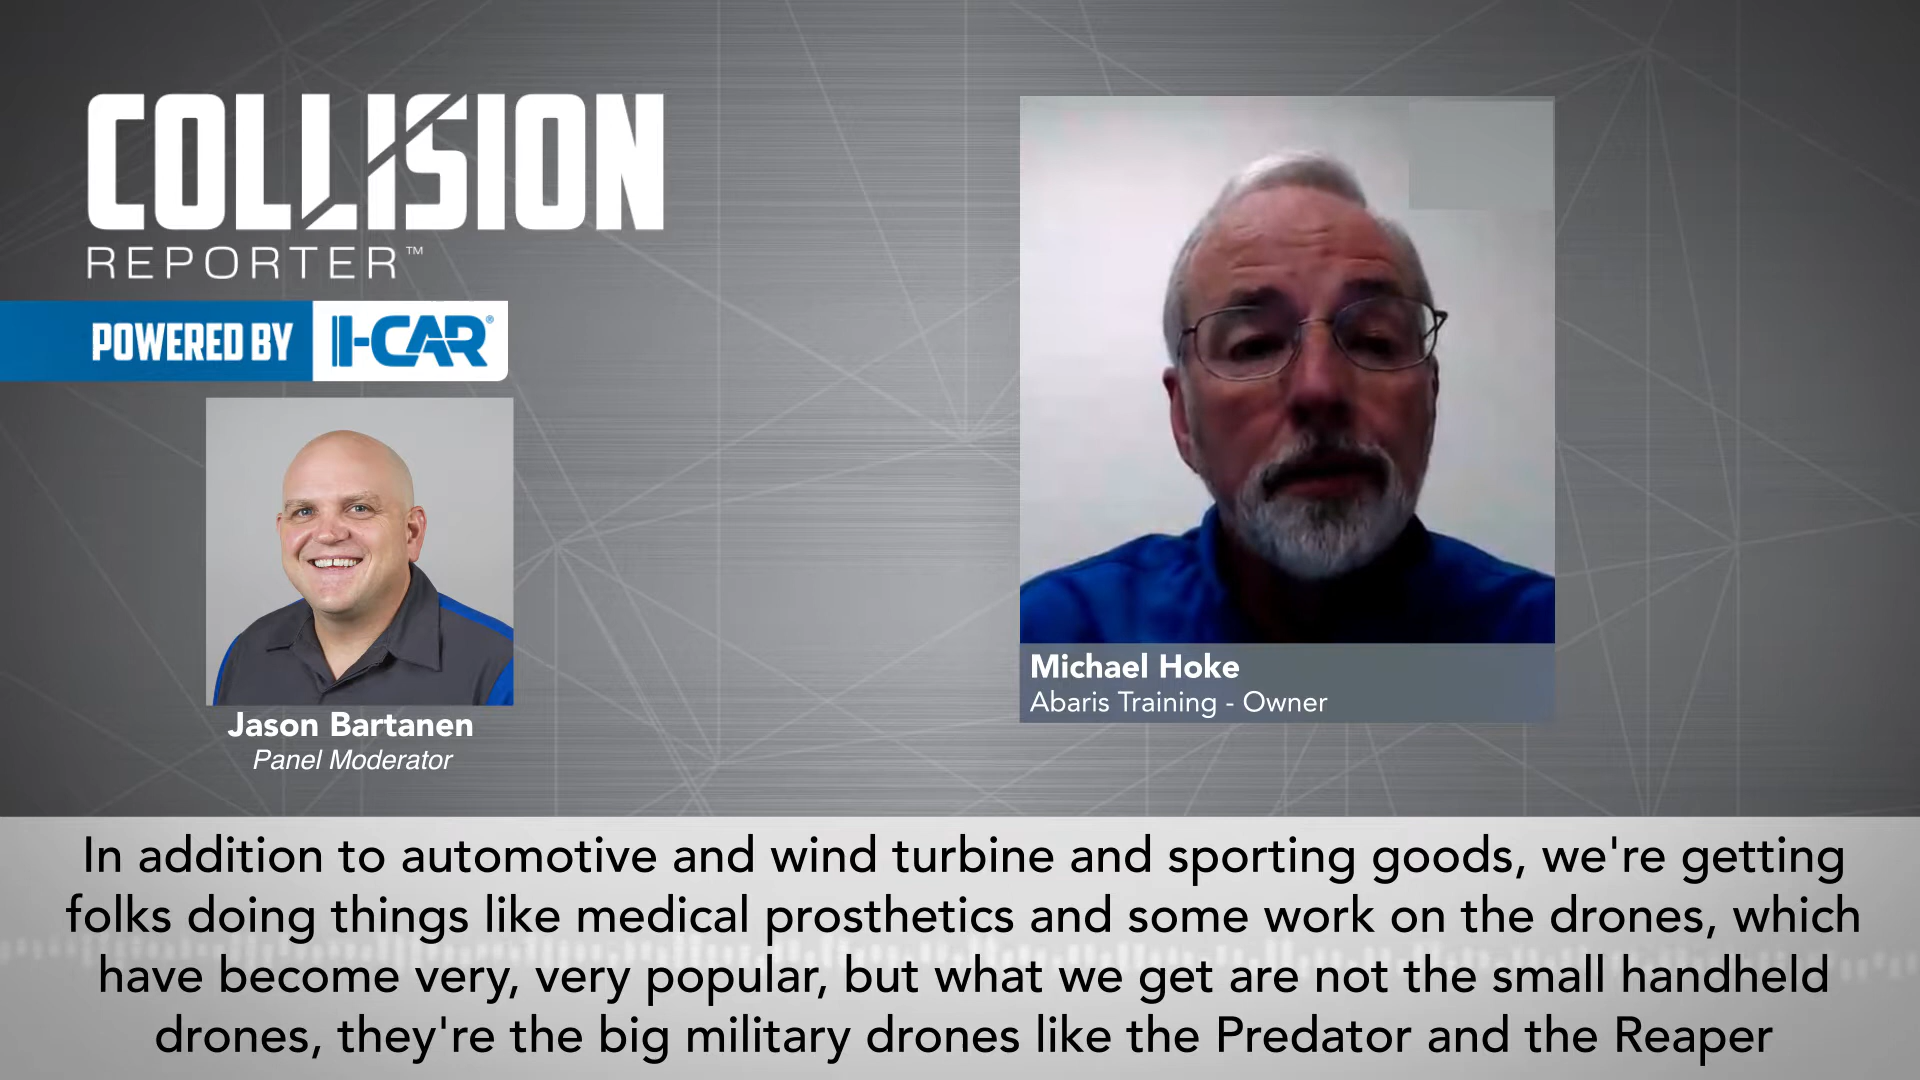 COLLISION
REPORTER™
POWERED BY I-CAR®
Jason Bartanen
Panel Moderator
Michael Hoke
Abaris Training - Owner
In addition to automotive and wind turbine and sporting goods, we're getting
folks doing things like medical prosthetics and some work on the drones, which
have become very, very popular, but what we get are not the small handheld
drones, they're the big military drones like the Predator and the Reaper